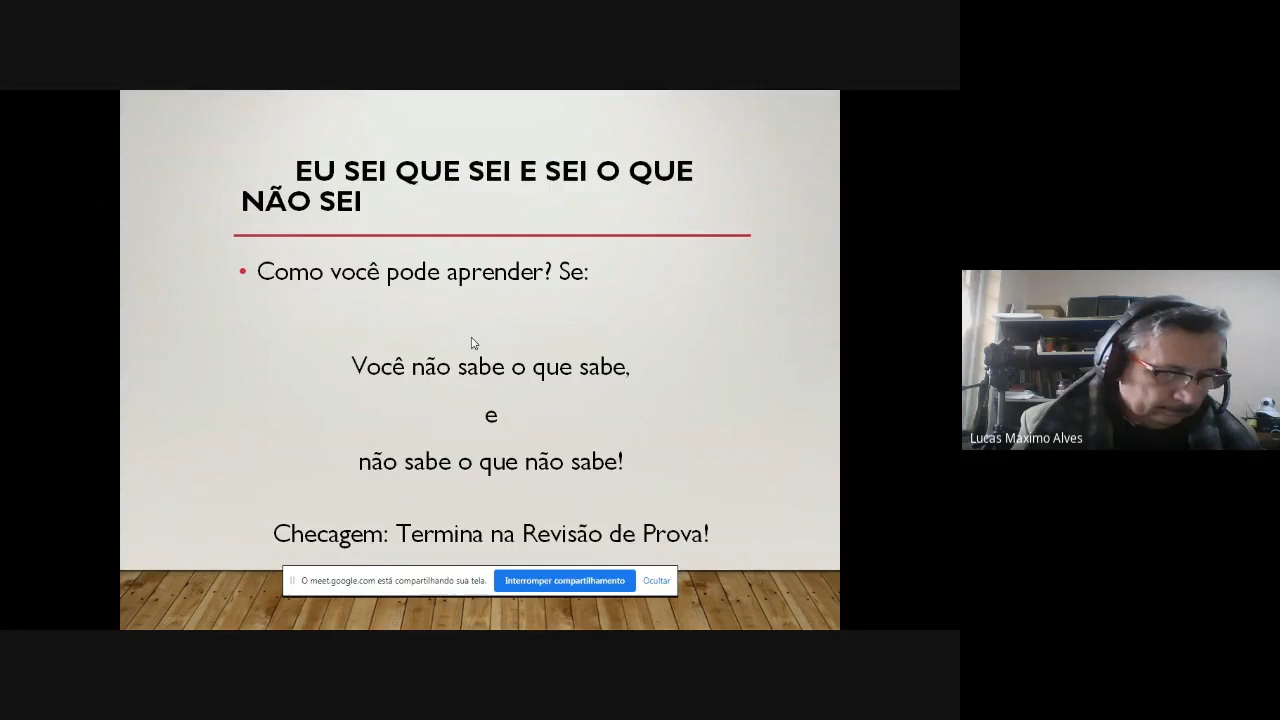 EU SEI QUE SEI E SEI O QUE
NÃO SEI
• Como você pode aprender? Se:
Você não sabe o que sabe,
e
não sabe o que não sabe!
Checagem: Termina na Revisão de Prova!
O meet.google.com está compartilhando sua tela. Interromper compartilhamento Ocultar
Lucas Máximo Alves